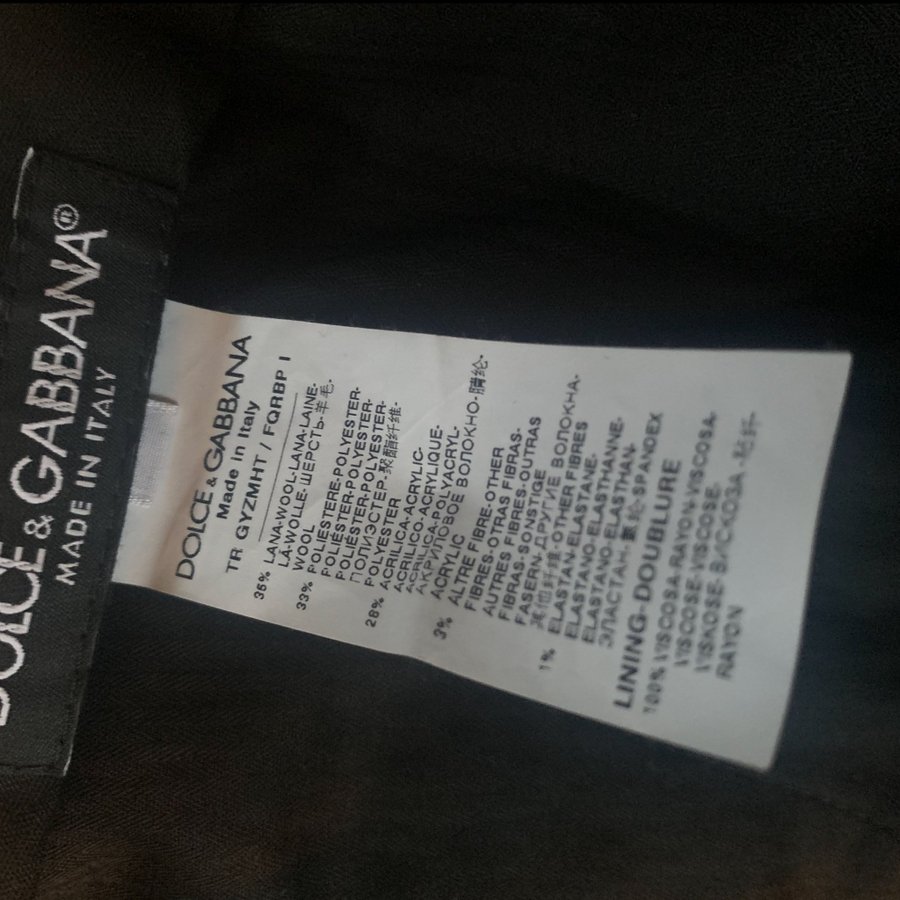 DOLCE & GABBANA®
MADE IN ITALY
DOLCE & GABBANA
Made in Italy
TR GYZMHT / FQRBP I
35% LANA-WOOL-LANA-LAINE-
LÁ-WOLLE-ШЕРСТЬ-羊毛-
WOOL
33% POLIESTERE-POLYESTER-
POLIÉSTER-POLYESTER-
POLIÉSTER-POLYESTER-
ПОЛИЭСТЕР-聚酯纤维-
POLYESTER
28% ACRILICA-ACRYLIC-
ACRILICO-ACRYLIQUE-
ACRILICA-POLYACRYL-
АКРИЛОВОЕ ВОЛОКНО-腈纶-
ACRYLIC
3% ALTRE FIBRE-OTHER
FIBRES-OTRAS FIBRAS-
AUTRES FIBRES-OUTRAS
FIBRAS-SONSTIGE
FASERN-ДРУГИЕ ВОЛОКНА-
其他纤维-OTHER FIBRES
1% ELASTAN-ELASTANE-
ELASTANO-ELASTHANNE-
ELASTANO-ELASTHAN-
ЭЛАСТАН-氨纶-SPANDEX
LINING-DOUBLURE
100% VISCOSA-RAYON-VISCOSA-
VISCOSE-VISCOSE-
VISKOSE-ВИСКОЗА-粘纤-
RAYON